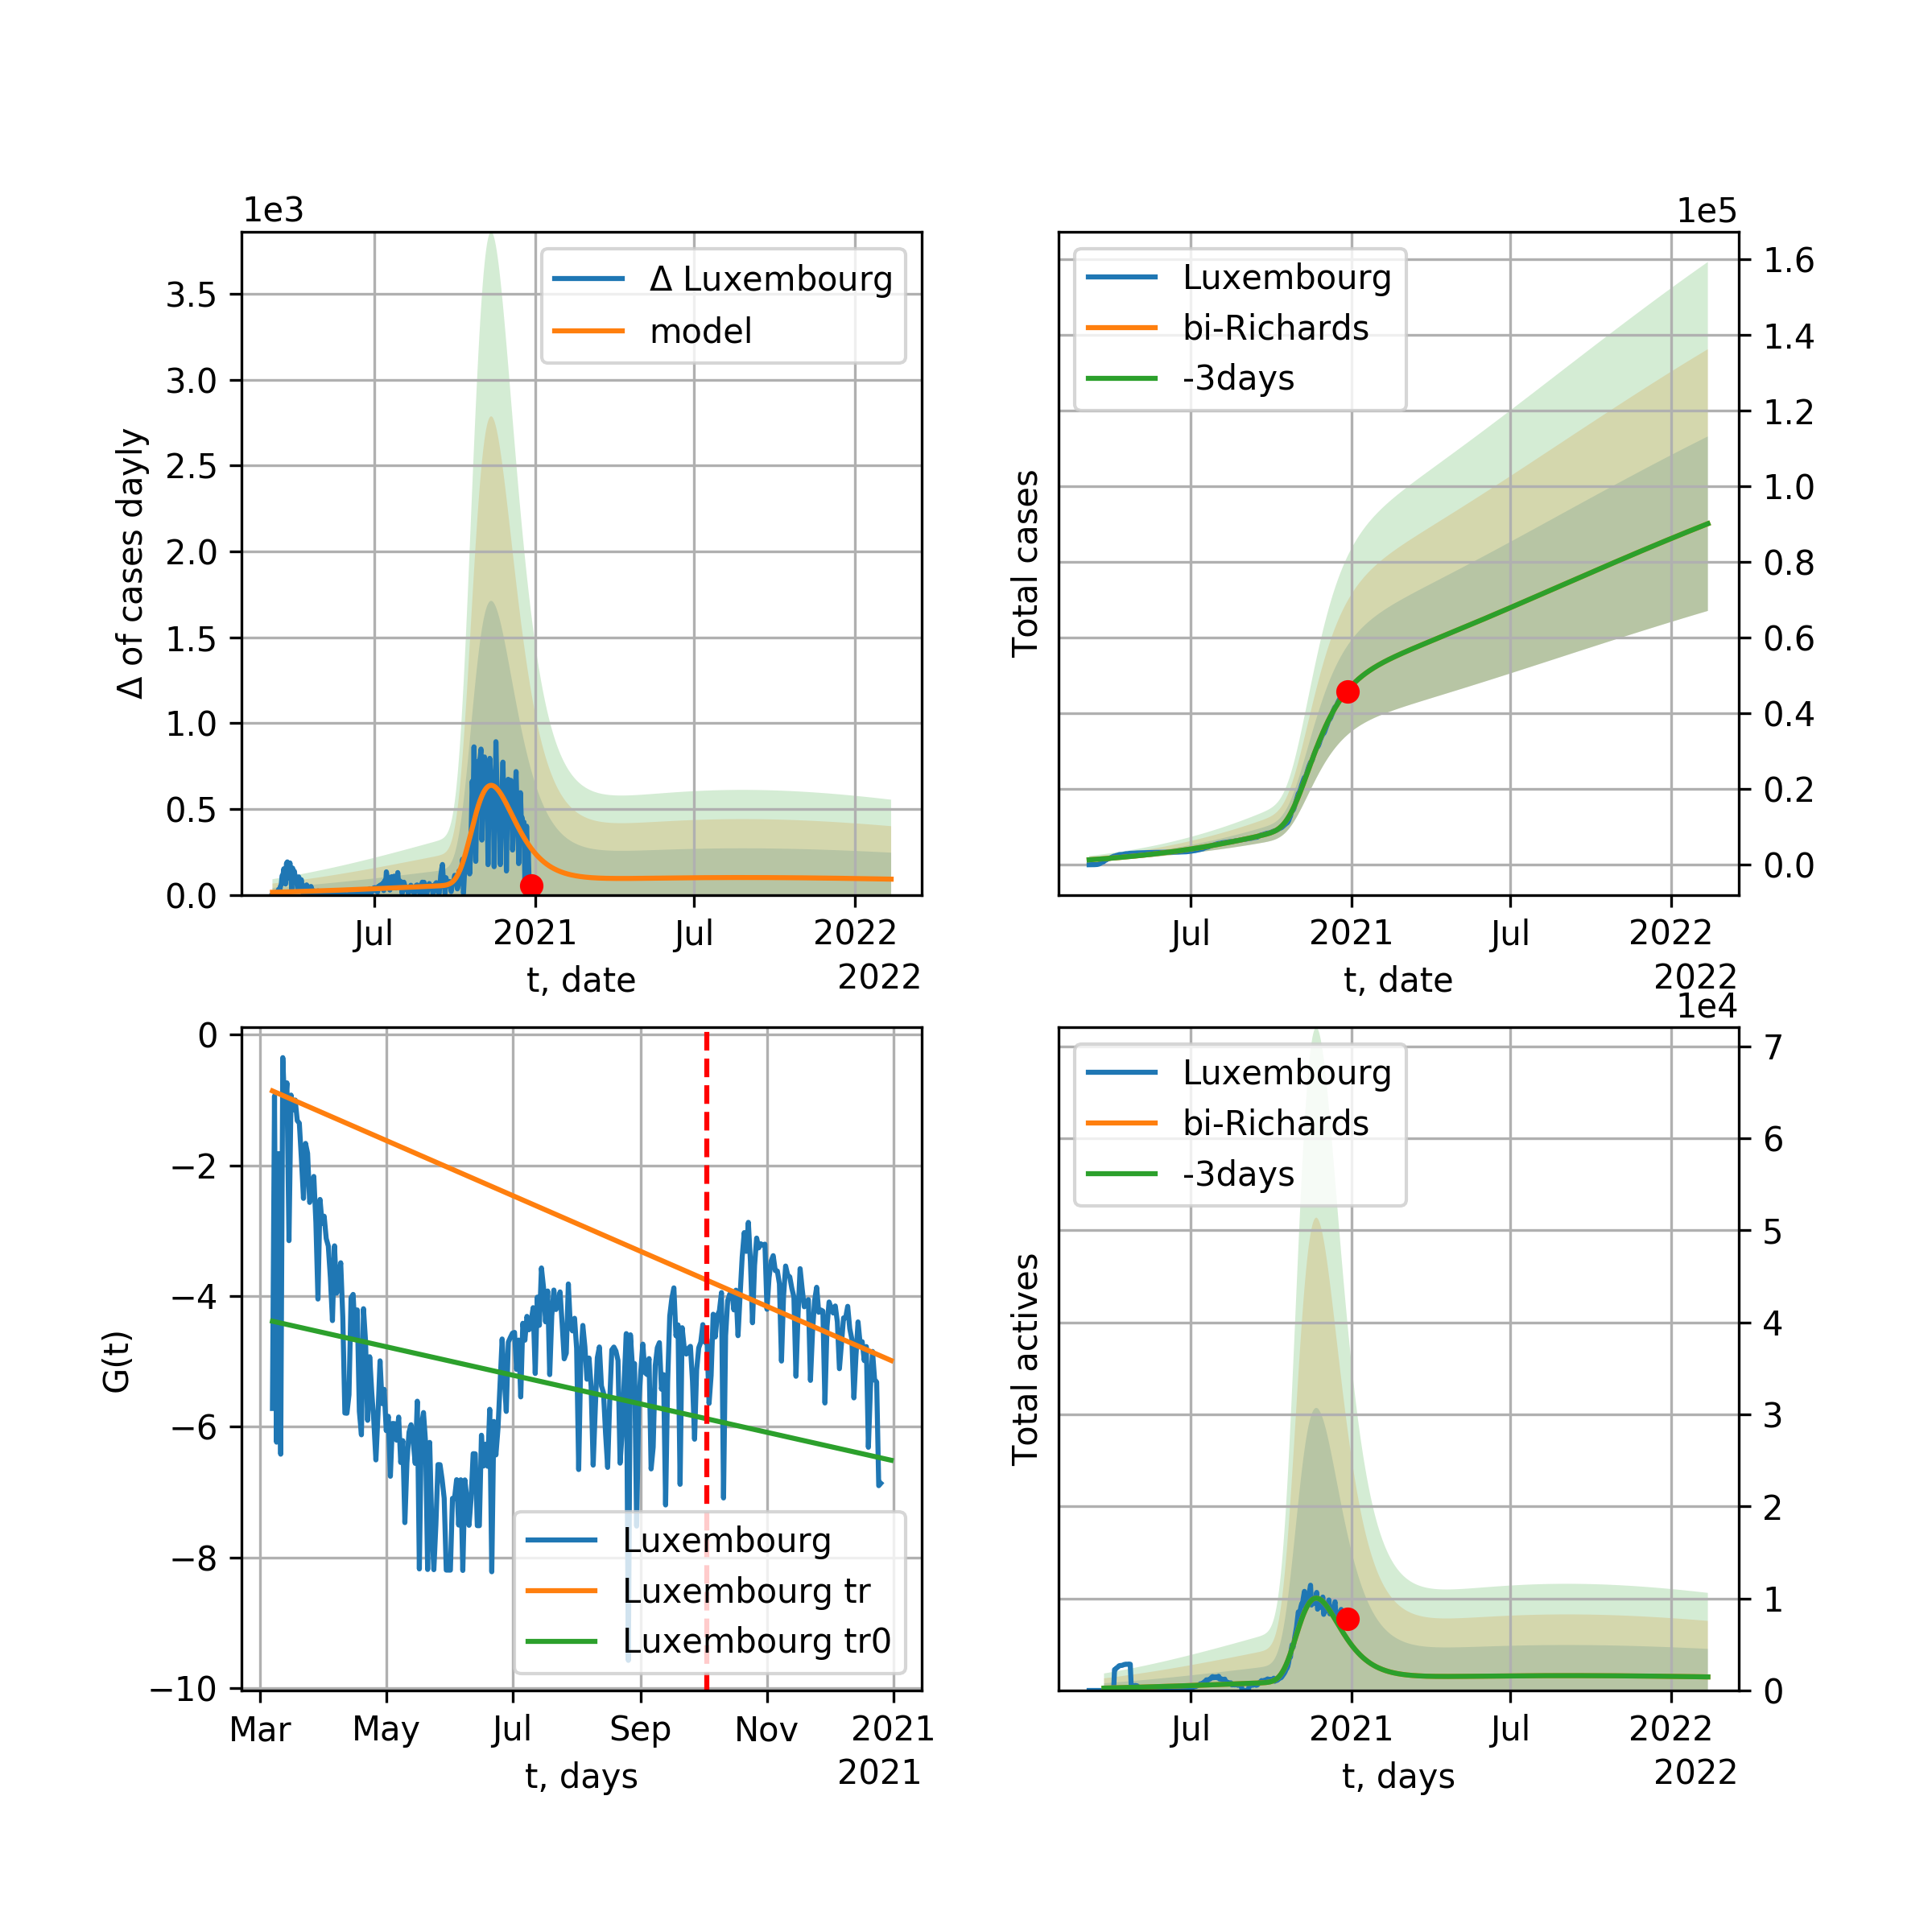 1e3
3.5
3.0
2.5
2.0
1.5
1.0
0.5
0.0
Δ of cases dayly
Δ Luxembourg
model
Jul 2021 Jul 2022
t, date 2022
1e5
Luxembourg
bi-Richards
-3days
Total cases
1.6
1.4
1.2
1.0
0.8
0.6
0.4
0.2
0.0
Jul 2021 Jul 2022
t, date 2022
0
−2
−4
−6
−8
−10
G(t)
Luxembourg
Luxembourg tr
Luxembourg tr0
Mar May Jul Sep Nov 2021
t, days 2021
1e4
Luxembourg
bi-Richards
-3days
Total actives
7
6
5
4
3
2
1
0
Jul 2021 Jul 2022
t, days 2022